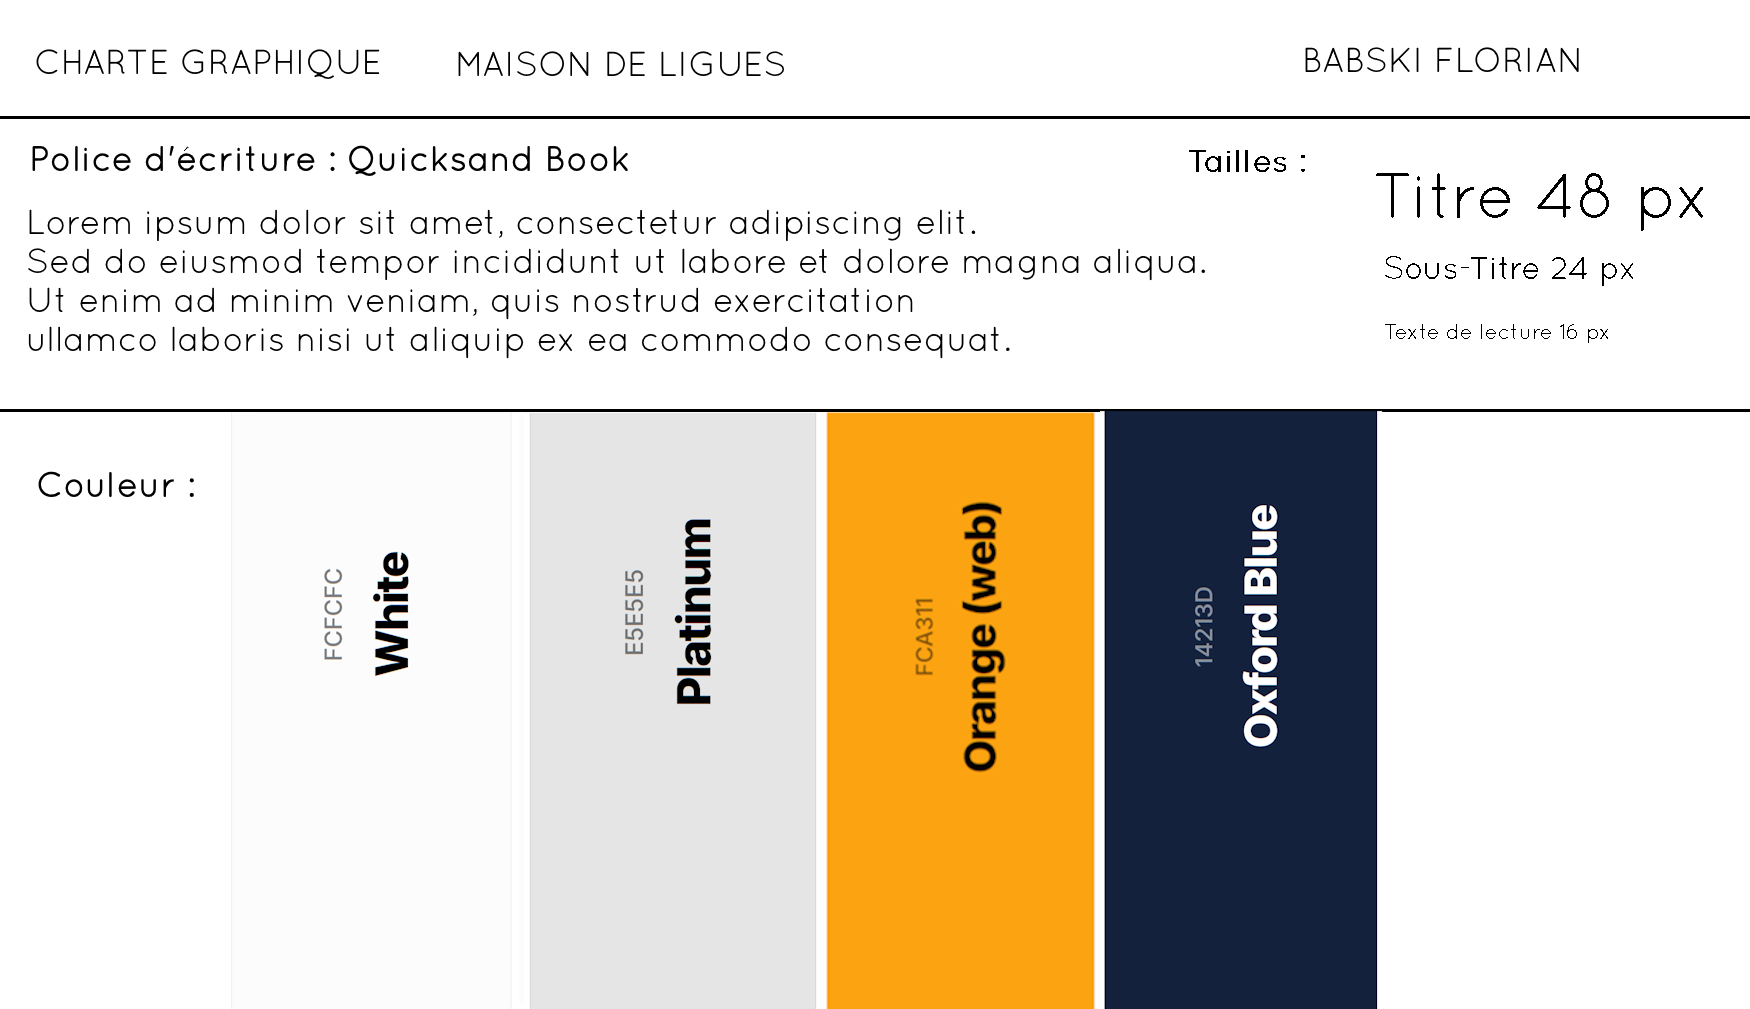 CHARTE GRAPHIQUE
MAISON DE LIGUES
BABSKI FLORIAN
Police d'écriture : Quicksand Book
Lorem ipsum dolor sit amet, consectetur adipiscing elit.
Sed do eiusmod tempor incididunt ut labore et dolore magna aliqua.
Ut enim ad minim veniam, quis nostrud exercitation
ullamco laboris nisi ut aliquip ex ea commodo consequat.
Tailles :
Titre 48 px
Sous-Titre 24 px
Texte de lecture 16 px
Couleur :
FCFCFC
White
E5E5E5
Platinum
FCA311
Orange (web)
14213D
Oxford Blue